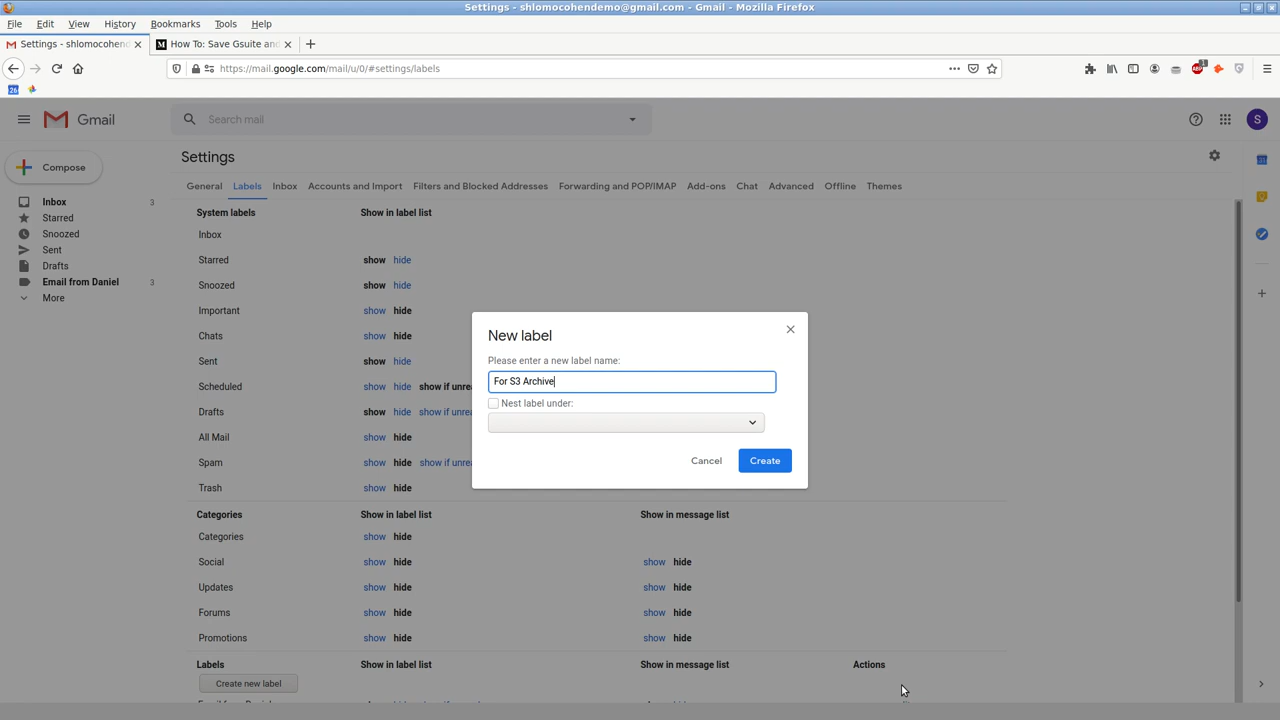 Settings - shlomocohendemo@gmail.com - Gmail - Mozilla Firefox
File Edit View History Bookmarks Tools Help
Settings - shlomocohend
How To: Save Gsuite and
https://mail.google.com/mail/u/0/#settings/labels
26
Gmail
Search mail
S
Compose
Inbox 3
Starred
Snoozed
Sent
Drafts
Email from Daniel 3
More
Settings
General Labels Inbox Accounts and Import Filters and Blocked Addresses Forwarding and POP/IMAP Add-ons Chat Advanced Offline Themes
System labels Show in label list
Inbox
Starred show hide
Snoozed show hide
Important show hide
Chats show hide
Sent show hide
Scheduled show hide show if unrea
Drafts show hide show if unrea
All Mail show hide
Spam show hide show if unrea
Trash show hide
New label
Please enter a new label name:
For S3 Archive
Nest label under:
Cancel Create
Categories Show in label list Show in message list
Categories show hide
Social show hide show hide
Updates show hide show hide
Forums show hide show hide
Promotions show hide show hide
Labels Show in label list Show in message list Actions
Create new label